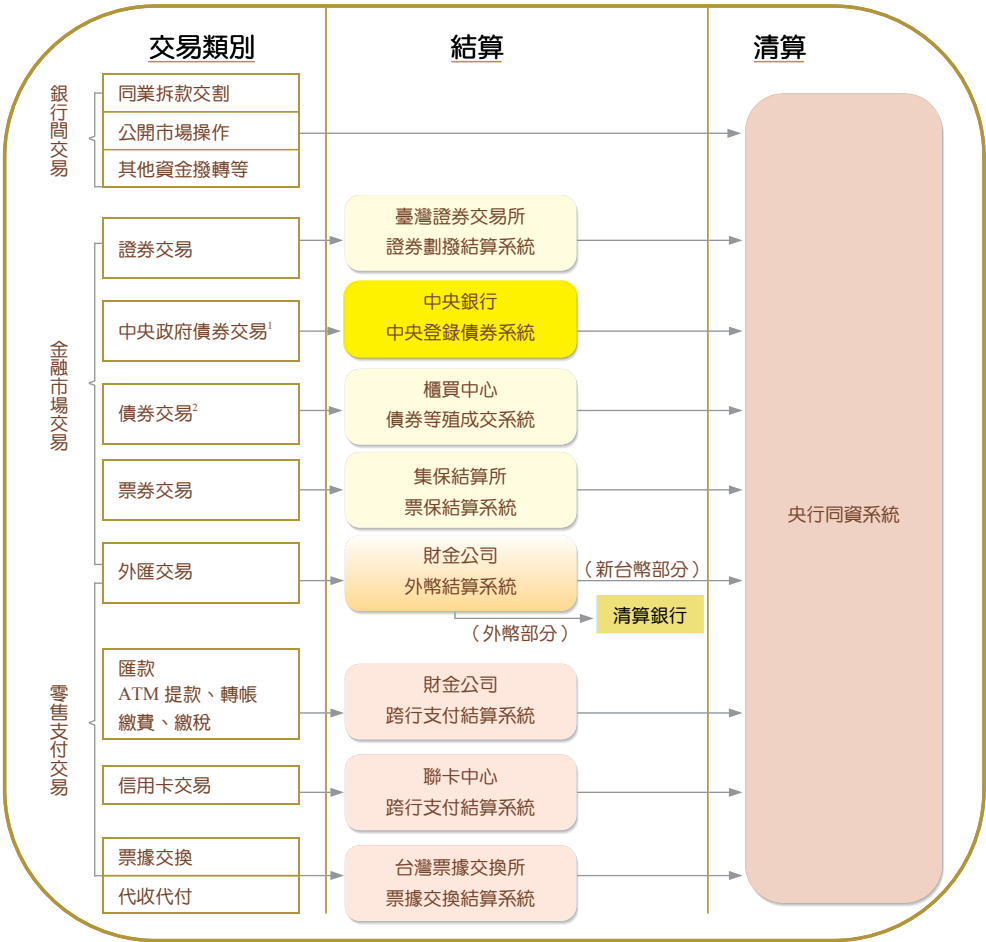 交易類別
結算
清算
銀行間交易
同業拆款交割
公開市場操作
其他資金撥轉等
金融市場交易
證券交易
臺灣證券交易所
證券劃撥結算系統
中央政府債券交易1
中央銀行
中央登錄債券系統
債券交易2
櫃買中心
債券等殖成交系統
票券交易
集保結算所
票保結算系統
外匯交易
財金公司
外幣結算系統
（新台幣部分）
（外幣部分）
清算銀行
央行同資系統
零售支付交易
匯款
ATM 提款、轉帳
繳費、繳稅
財金公司
跨行支付結算系統
信用卡交易
聯卡中心
跨行支付結算系統
票據交換
代收代付
台灣票據交換所
票據交換結算系統